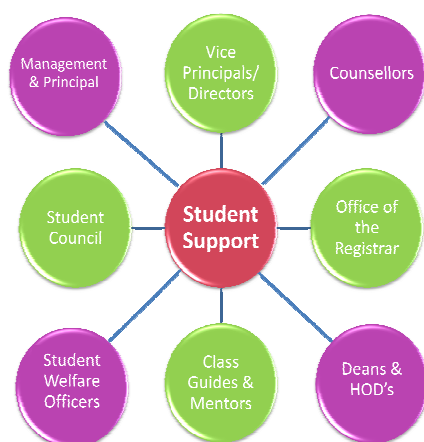 Management
& Principal
Vice
Principals/
Directors
Counsellors
Student
Council
Student
Support
Office of
the
Registrar
Student
Welfare
Officers
Class
Guides &
Mentors
Deans &
HOD's